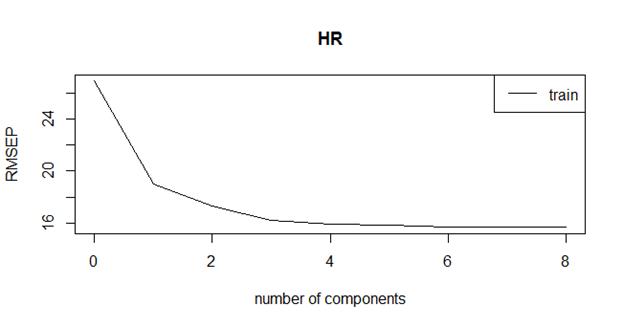 HR
train
RMSEP
24
20
16
0 2 4 6 8
number of components